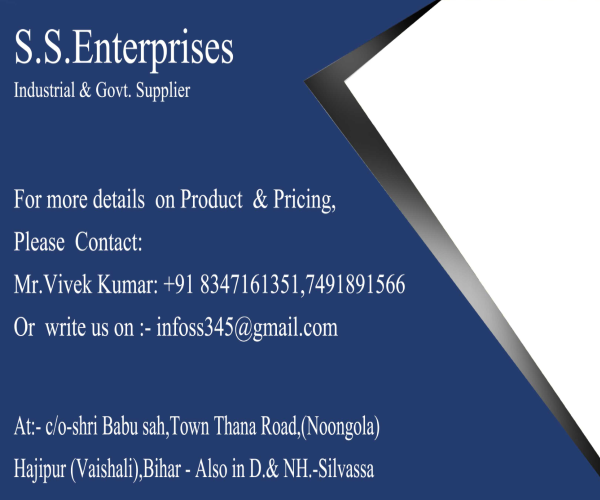 S.S.Enterprises
Industrial & Govt. Supplier
For more details on Product & Pricing,
Please Contact:
Mr.Vivek Kumar: +91 8347161351,7491891566
Or write us on :- infoss345@gmail.com
At:- c/o-shri Babu sah,Town Thana Road,(Noongola)
Hajipur (Vaishali),Bihar - Also in D.& NH.-Silvassa